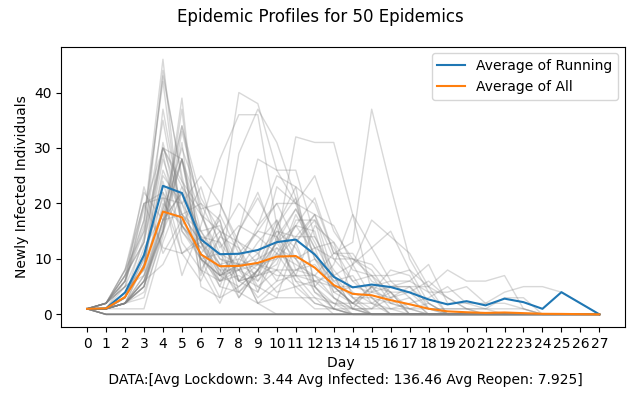 Epidemic Profiles for 50 Epidemics
Average of Running
Average of All
Newly Infected Individuals
40
30
20
10
0
0 1 2 3 4 5 6 7 8 9 10 11 12 13 14 15 16 17 18 19 20 21 22 23 24 25 26 27
Day
DATA:[Avg Lockdown: 3.44 Avg Infected: 136.46 Avg Reopen: 7.925]